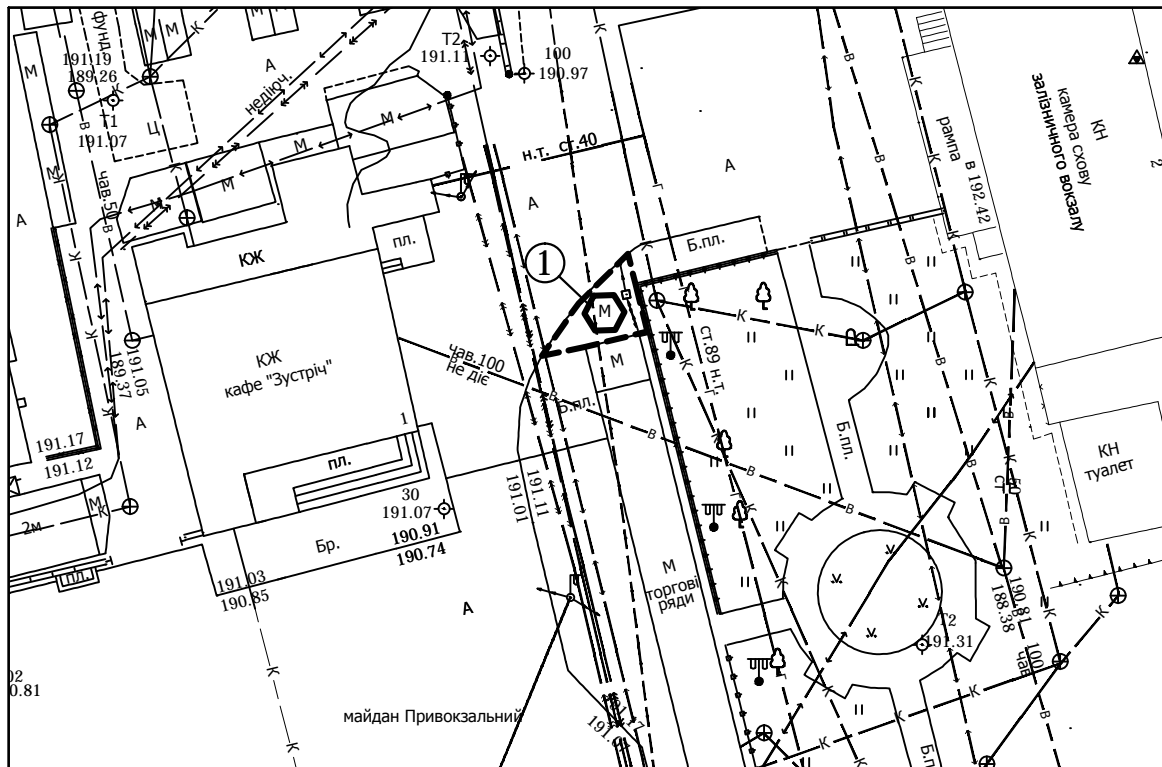 фунд.
К
М
М
М
191.19
189.26
Т1
191.07
А
недіюч.
Т2
191.11
100
190.97
К
В
КН
камера схову
залізничного вокзалу
2
рампа
в 192.42
Ц
н.т. ст.40
А
А
чав.50
М
М
М
А
КЖ
пл.
Б.пл.
1
М
КЖ
кафе "Зустріч"
191.05
189.37
чав.100
не діє
ст.89 н.т.
М
Б.пл.
Б.пл.
А
1
пл.
191.17
191.12
М
2м
30
191.07
190.91
190.74
Бр.
191.11
191.01
КН
туалет
пл.
191.03
190.85
А
М
торгові
ряди
190.81
188.38
Т2
191.31
100
чав
майдан Привокзальний